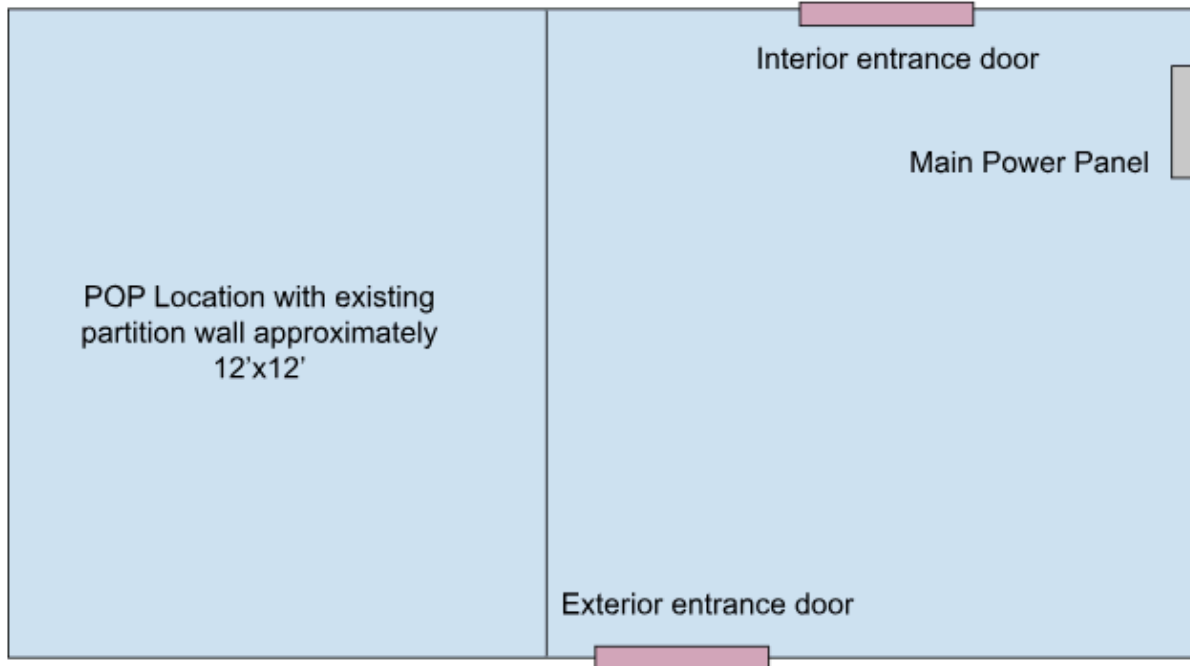 Interior entrance door
Main Power Panel
POP Location with existing
partition wall approximately
12’x12’
Exterior entrance door